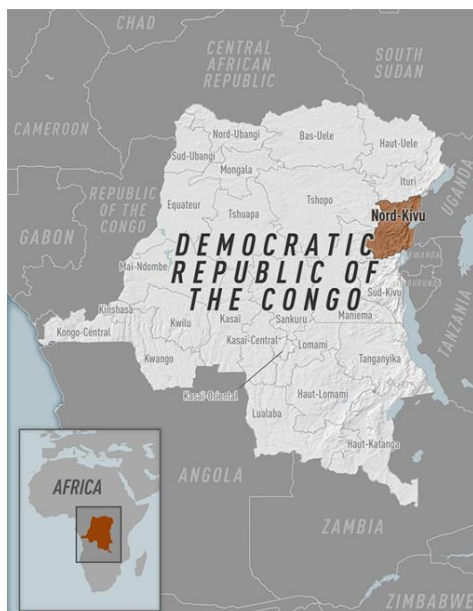 CHAD
CENTRAL
AFRICAN
REPUBLIC
SOUTH
SUDAN
CAMEROON
Nord-Ubangi
Bas-Uele
Haut-Uele
Sud-Ubangi
Mongala
Ituri
UGANDA
REPUBLIC
OF THE
CONGO
Equateur
Tshuapa
Tshopo
Nord-Kivu
GABON
DEMOCRATIC
REPUBLIC OF
THE CONGO
Mai-Ndombe
RWANDA
BURUNDI
Sud-Kivu
Kinshasa
Kongo-Central
Kwilu
Kasaï
Sankuru
Maniema
TANZANIA
Kwango
Kasaï-Central
Lomami
Tanganyika
Kasaï-Oriental
Haut-Lomami
Lualaba
Haut-Katanga
ANGOLA
AFRICA
ZAMBIA
ZIMBABWE